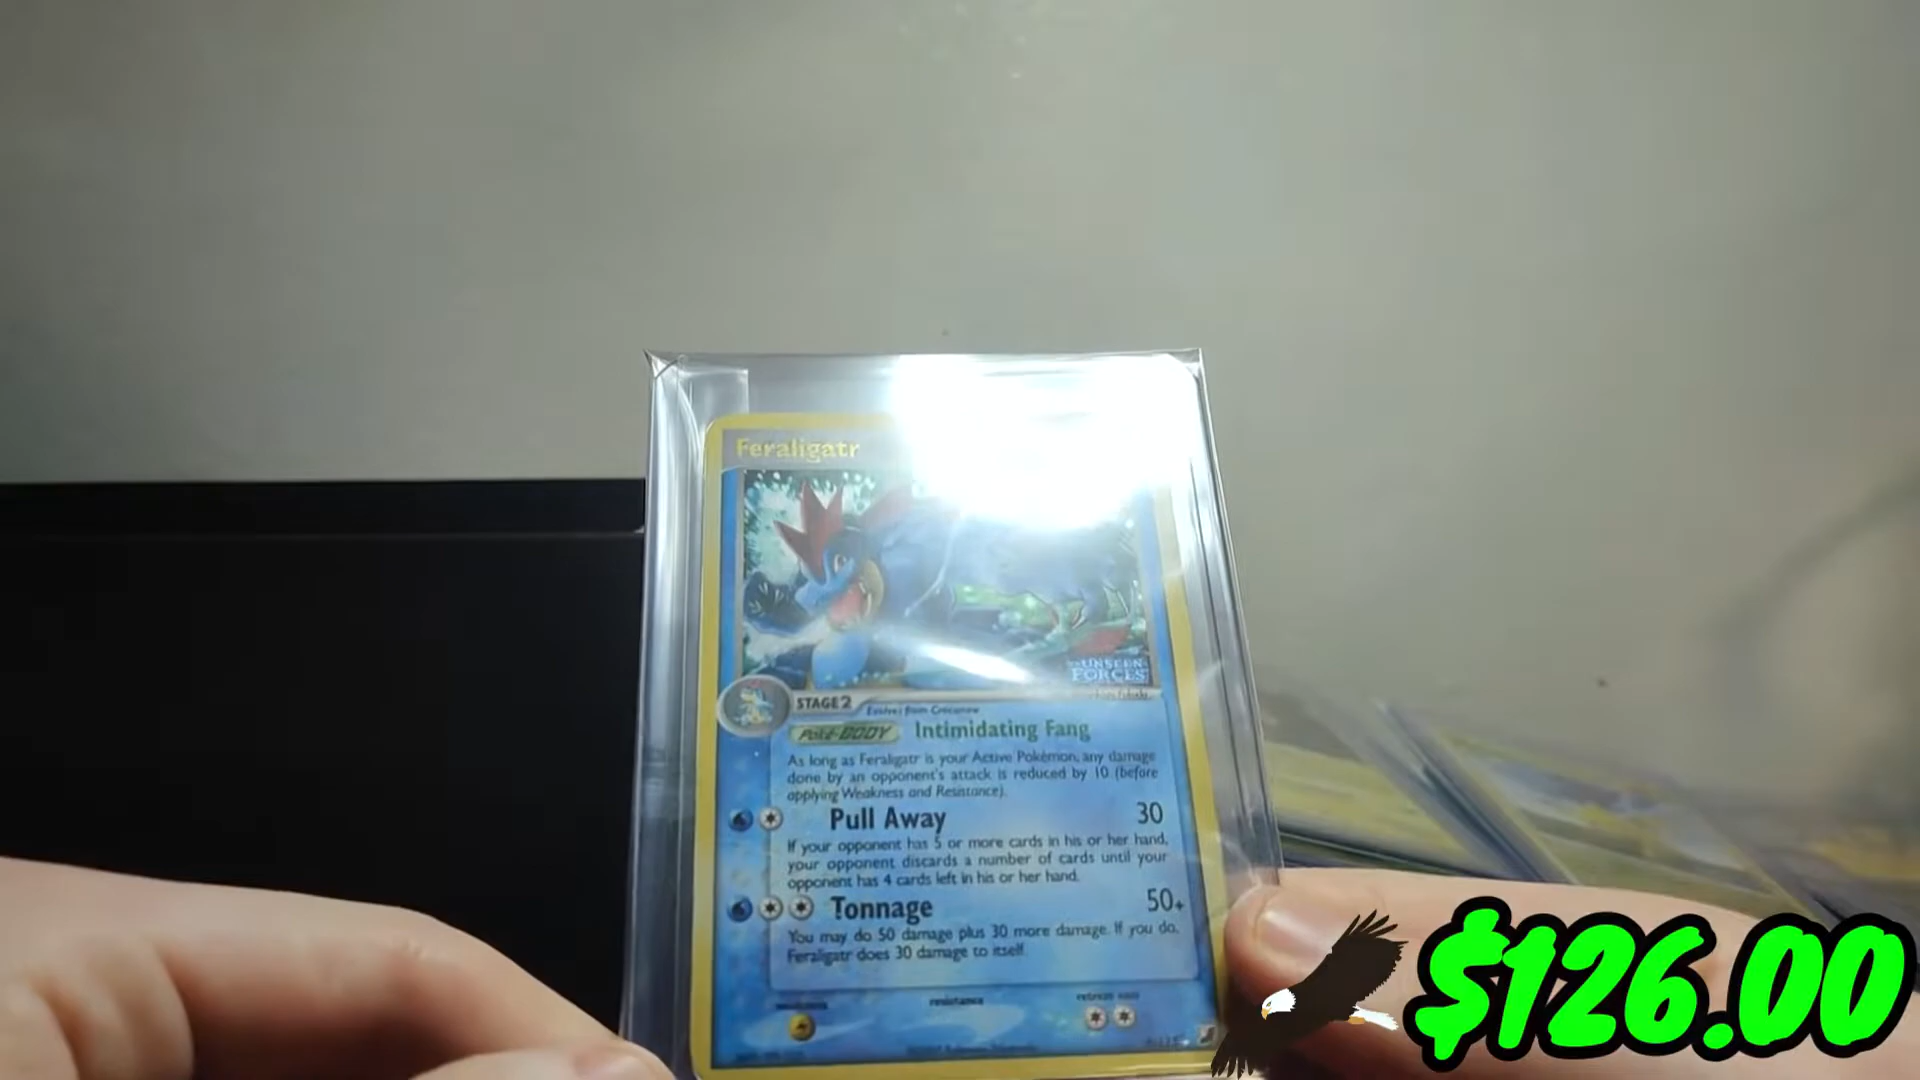 Feraligatr
UNSEEN
FORCES
STAGE 2
Evolves from Croconaw
Poké-BODY Intimidating Fang
As long as Feraligatr is your Active Pokémon, any damage
done by an opponent's attack is reduced by 10 (before
applying Weakness and Resistance).
Pull Away 30
If your opponent has 5 or more cards in his or her hand,
your opponent discards a number of cards until your
opponent has 4 cards left in his or her hand.
Tonnage 50+
You may do 50 damage plus 30 more damage. If you do,
Feraligatr does 30 damage to itself.
weakness resistance retreat cost
$126.00